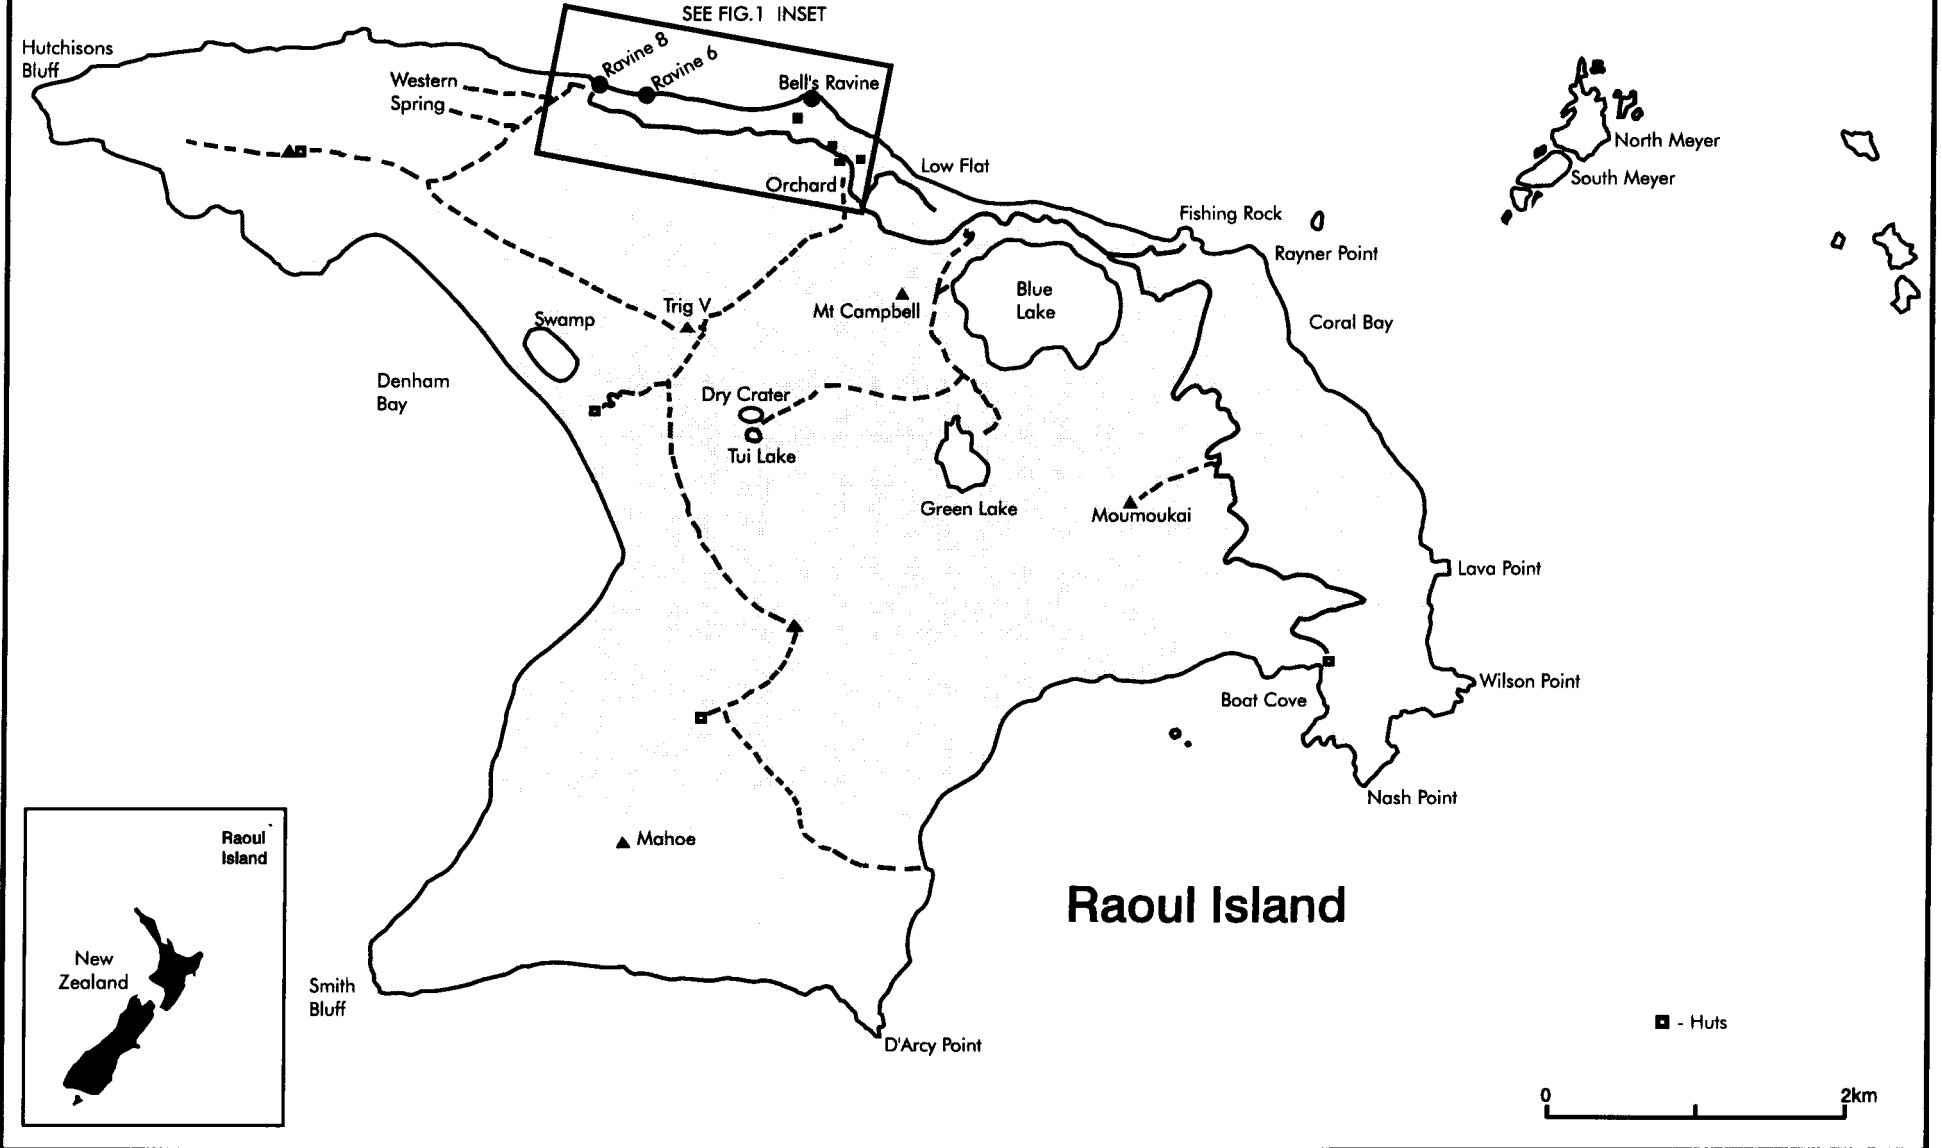 SEE FIG.1 INSET
Hutchisons
Bluff
Ravine 8
Ravine 6
Western
Spring
Bell's Ravine
North Meyer
South Meyer
Low Flat
Orchard
Fishing Rock
Rayner Point
Blue
Lake
Trig V
Mt Campbell
Swamp
Coral Bay
Denham
Bay
Dry Crater
Tui Lake
Green Lake
Moumoukai
Lava Point
Wilson Point
Boat Cove
Nash Point
Mahoe
Raoul
Island
Raoul Island
New
Zealand
Smith
Bluff
D'Arcy Point
- Huts
0 2km